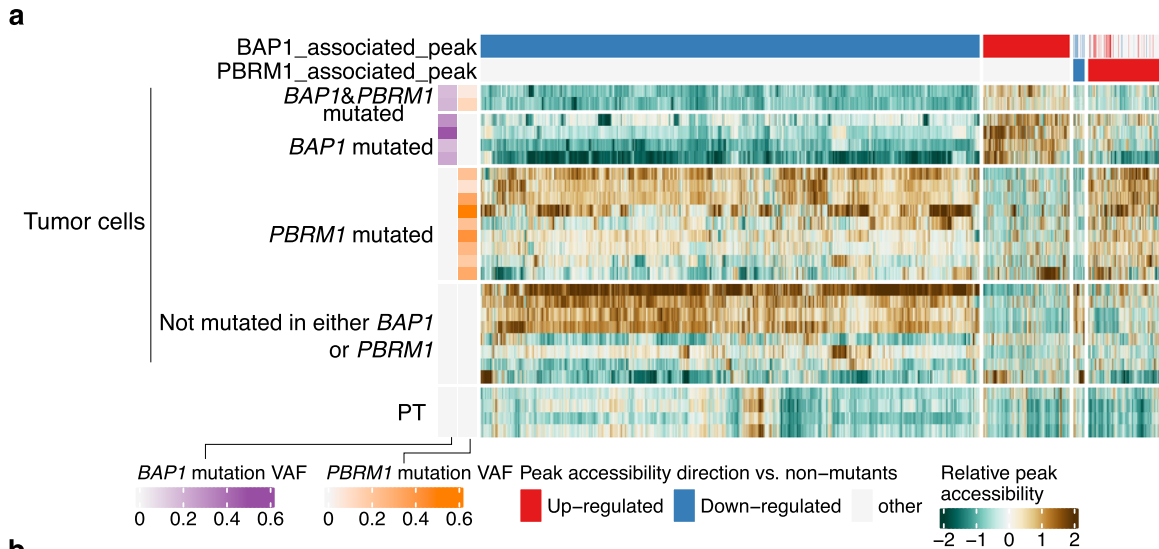 a
BAP1_associated_peak
PBRM1_associated_peak
BAP1&PBRM1
mutated
BAP1 mutated
Tumor cells
PBRM1 mutated
Not mutated in either BAP1
or PBRM1
PT
BAP1 mutation VAF
0 0.2 0.4 0.6
PBRM1 mutation VAF
0 0.2 0.4 0.6
Peak accessibility direction vs. non−mutants
Up−regulated
Down−regulated
other
Relative peak
accessibility
−2 −1 0 1 2
b